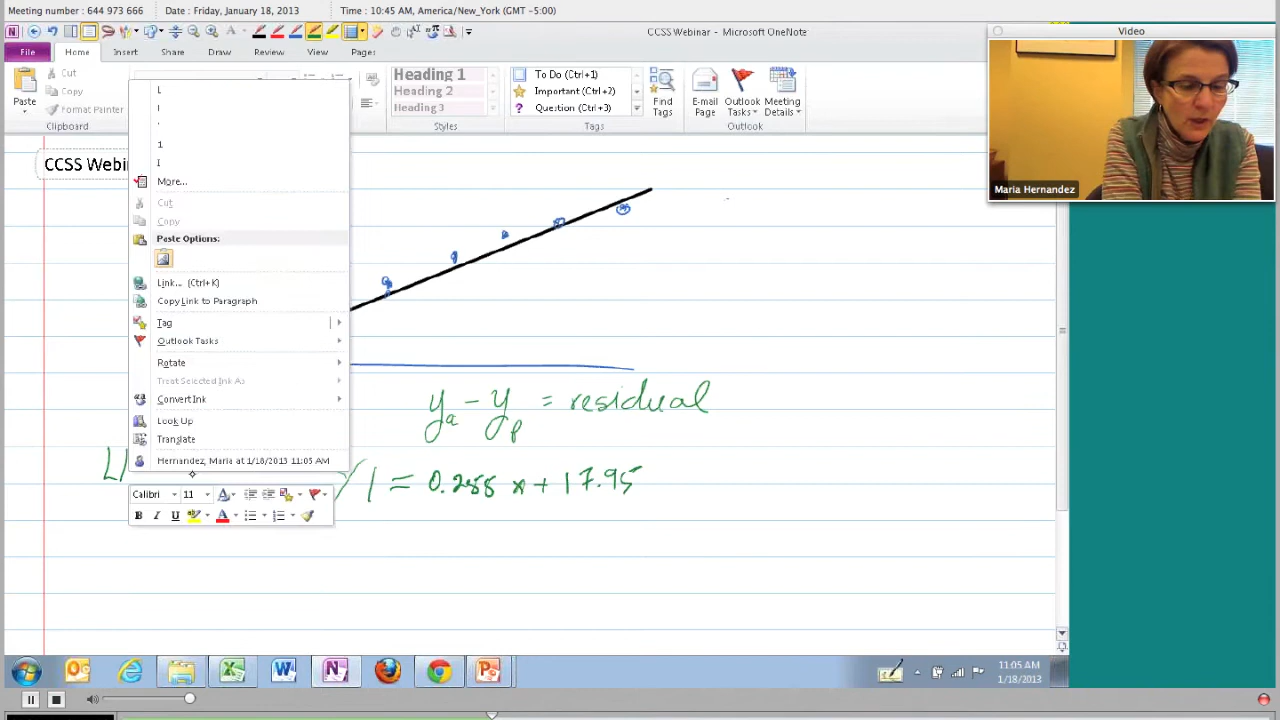 Meeting number : 644 973 666 Date : Friday, January 18, 2013 Time : 10:45 AM, America/New_York (GMT -5:00)
CCSS Webinar - Microsoft OneNote
Video
File Home Insert Share Draw Review View Pages
Paste
Cut
Copy
Format Painter
Clipboard
Heading 1
Heading 2
Heading 3
Styles
To Do (Ctrl+1)
Important (Ctrl+2)
Question (Ctrl+3)
Tags
Find Tags
E-mail Page
Outlook Tasks
Meeting Details
Outlook
CCSS Webin
L
l
'
1
I
More...
Cut
Copy
Paste Options:
Link... (Ctrl+K)
Copy Link to Paragraph
Tag
Outlook Tasks
Rotate
Treat Selected Ink As
Convert Ink
Look Up
Translate
Hernandez, Maria at 1/18/2013 11:05 AM
Calibri 11
B I U
Maria Hernandez
ya - yp = residual
Y1 = 0.288 x + 17.95
11:05 AM
1/18/2013